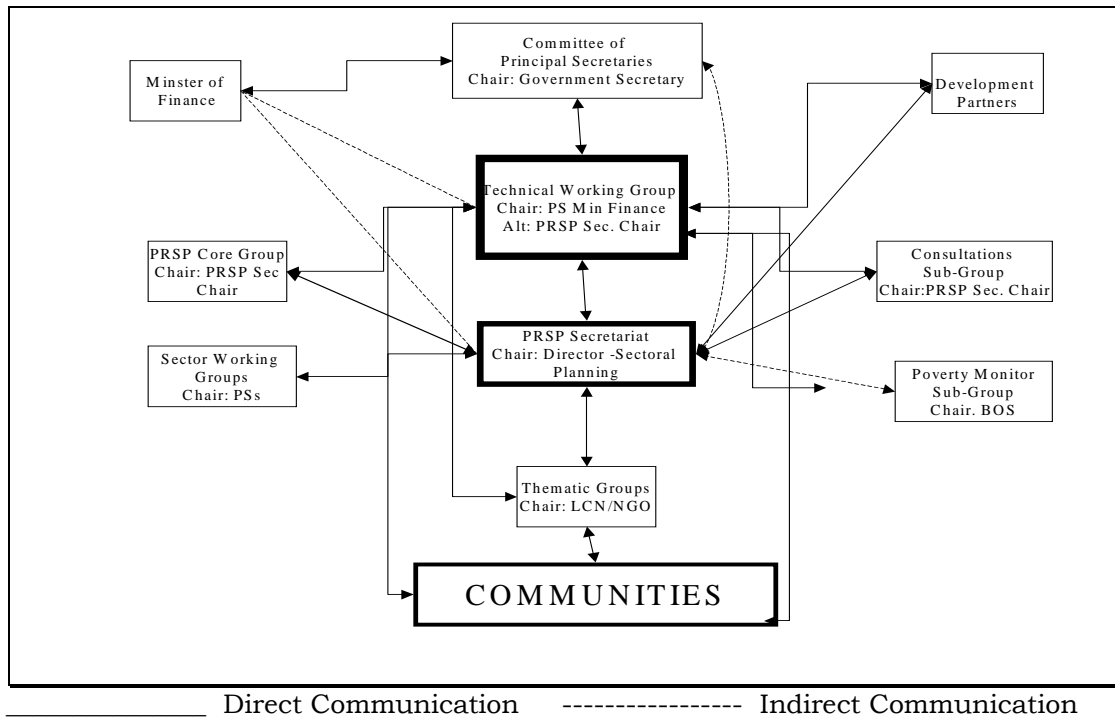 Committee of
Principal Secretaries
Chair: Government Secretary
Minster of
Finance
Development
Partners
Technical Working Group
Chair: PS Min Finance
Alt: PRSP Sec. Chair
PRSP Core Group
Chair: PRSP Sec
Chair
Consultations
Sub-Group
Chair:PRSP Sec. Chair
PRSP Secretariat
Chair: Director -Sectoral
Planning
Sector Working
Groups
Chair: PSs
Poverty Monitor
Sub-Group
Chair. BOS
Thematic Groups
Chair: LCN/NGO
COMMUNITIES
Direct Communication Indirect Communication